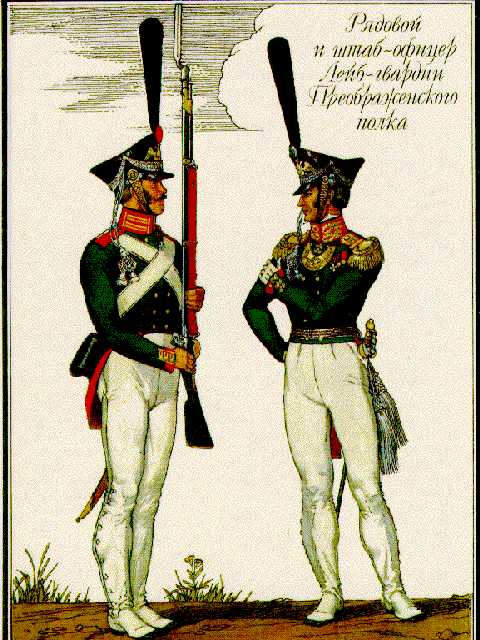 Рядовой
и штаб-офицер
Лейб-гвардии
Преображенского
полка